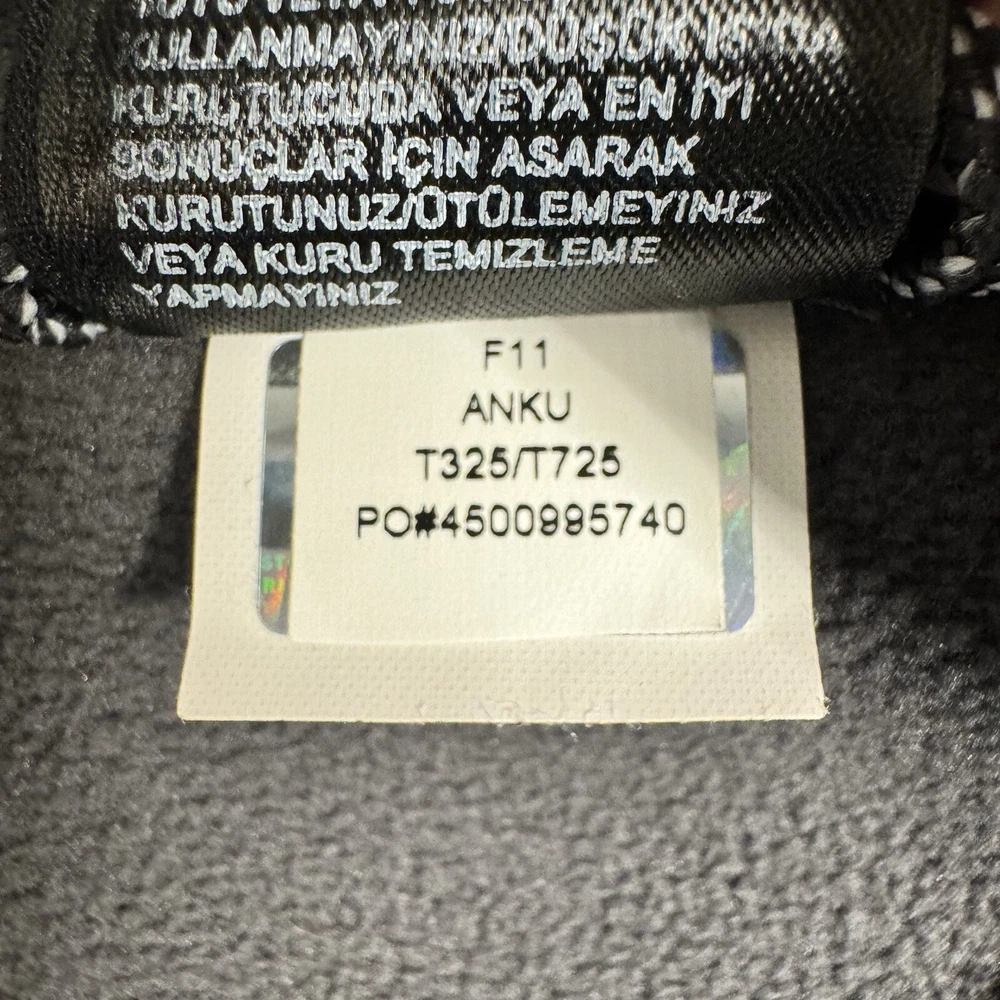 KULLANMAYINIZ/DÜŞÜK ISIDA
KURUTUCUDA VEYA EN İYİ
SONUÇLAR İÇİN ASARAK
KURUTUNUZ/ÜTÜLEMEYİNİZ
VEYA KURU TEMİZLEME
YAPMAYINIZ
F11
ANKU
T325/T725
PO#4500995740